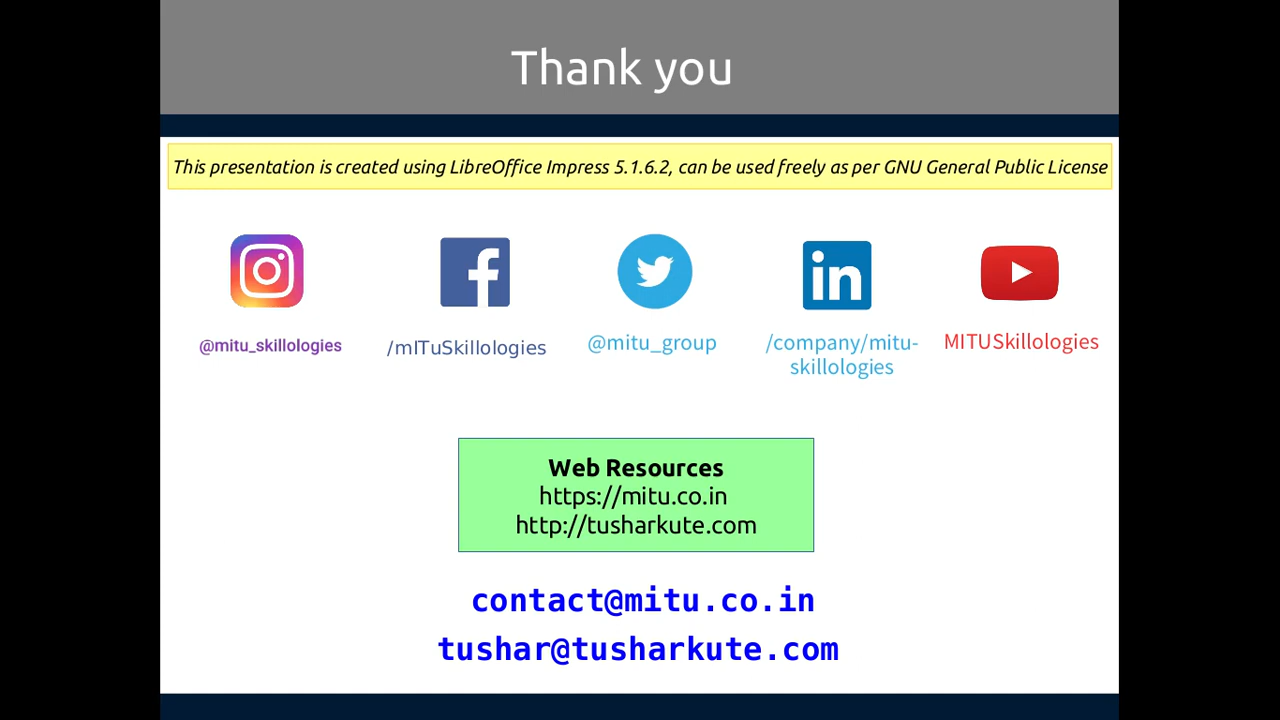 Thank you
This presentation is created using LibreOffice Impress 5.1.6.2, can be used freely as per GNU General Public License
@mitu_skillologies
/mITuSkillologies
@mitu_group
/company/mitu-
skillologies
MITUSkillologies
Web Resources
https://mitu.co.in
http://tusharkute.com
contact@mitu.co.in
tushar@tusharkute.com